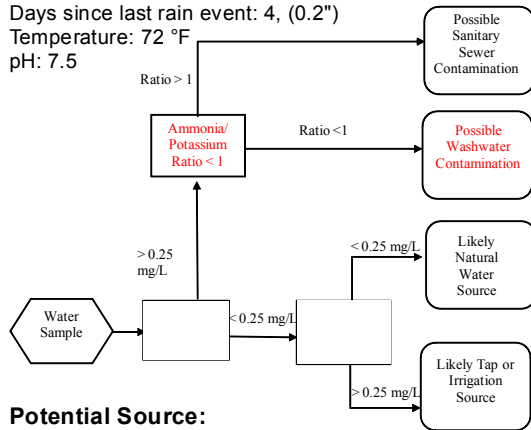 Days since last rain event: 4, (0.2")
Temperature: 72 °F
pH: 7.5
Possible
Sanitary
Sewer
Contamination
Ratio > 1
Ammonia/
Potassium
Ratio < 1
Ratio <1
Possible
Washwater
Contamination
> 0.25
mg/L
< 0.25 mg/L
Likely
Natural
Water
Source
Water
Sample
< 0.25 mg/L
> 0.25 mg/L
Likely Tap or
Irrigation
Source
Potential Source: